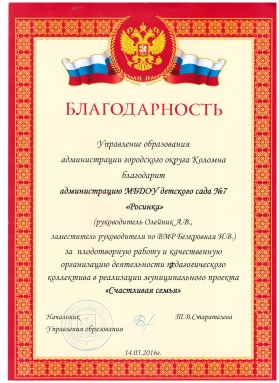 БЛАГОДАРНОСТЬ
Управление образования
администрации городского округа Коломна
благодарит
администрацию МБДОУ детского сада №7
«Росинка»
(руководитель Олейник А.В.,
заместитель руководителя по ВМР Безкровная И.В.)
за плодотворную работу и качественную
организацию деятельности педагогического
коллектива в реализации муниципального проекта
«Счастливая семья»
Начальник Т.В.Старателева
Управления образования
14.03.2016г.